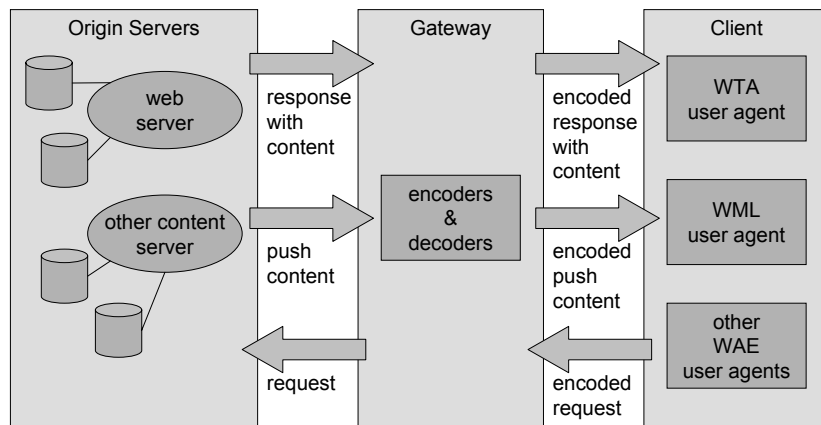 Origin Servers
web
server
other content
server
response
with
content
push
content
request
Gateway
encoders
&
decoders
encoded
response
with
content
encoded
push
content
encoded
request
Client
WTA
user agent
WML
user agent
other
WAE
user agents